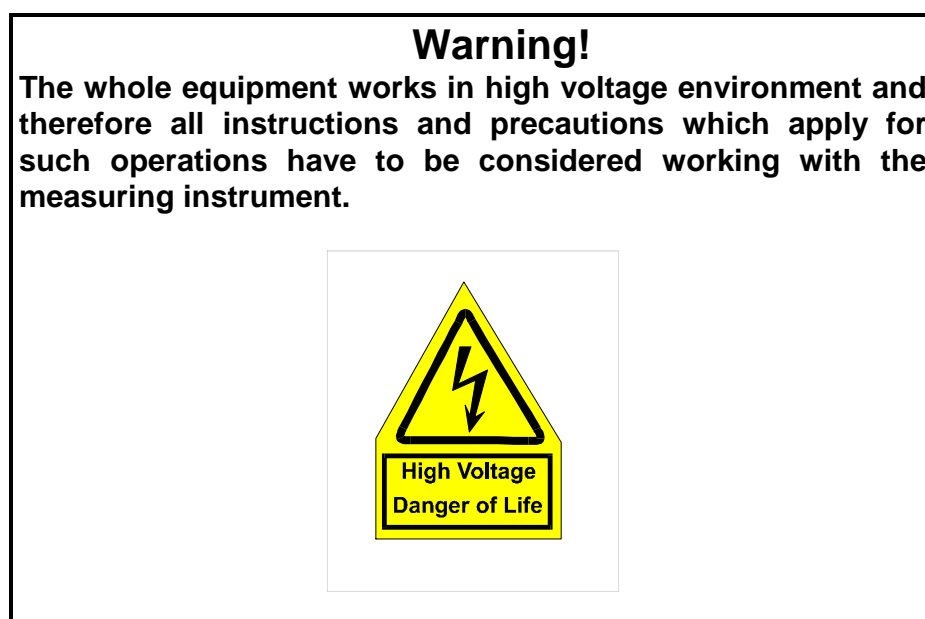 Warning!
The whole equipment works in high voltage environment and
therefore all instructions and precautions which apply for
such operations have to be considered working with the
measuring instrument.
High Voltage
Danger of Life